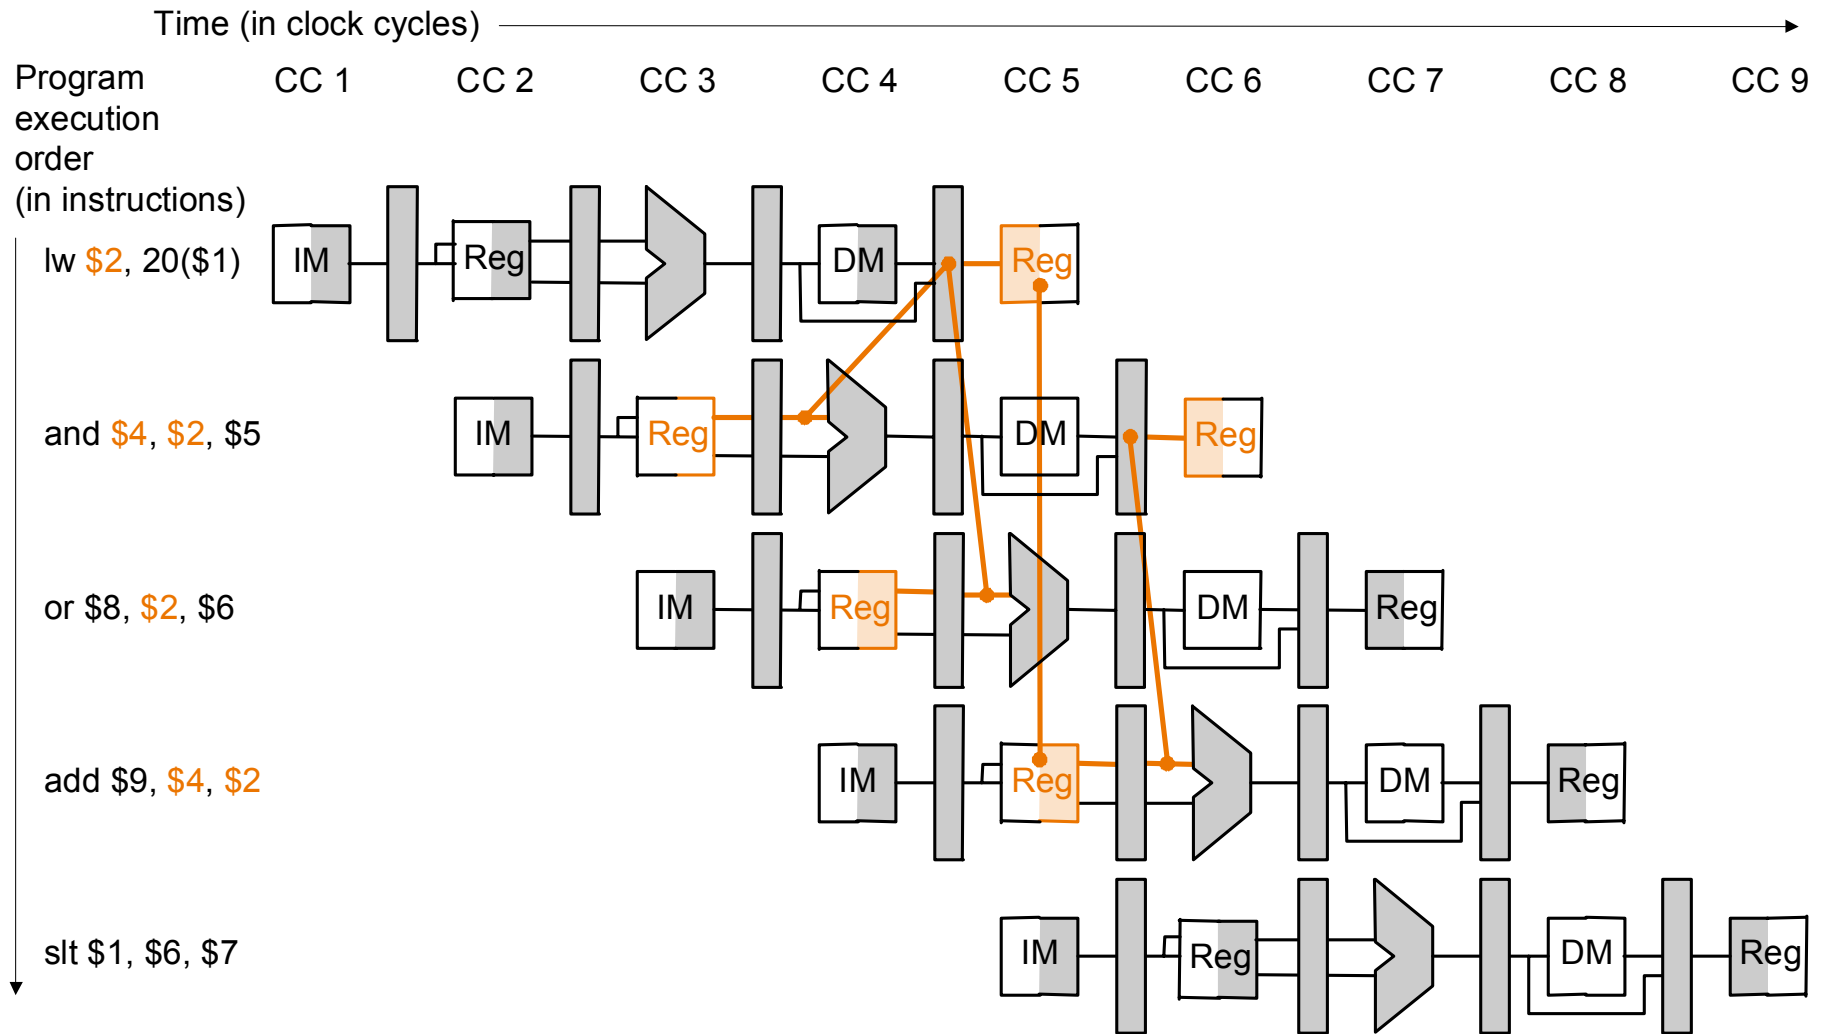 Time (in clock cycles)
Program execution order (in instructions)
CC 1 CC 2 CC 3 CC 4 CC 5 CC 6 CC 7 CC 8 CC 9
lw $2, 20($1)
IM Reg DM Reg
and $4, $2, $5
IM Reg DM Reg
or $8, $2, $6
IM Reg DM Reg
add $9, $4, $2
IM Reg DM Reg
slt $1, $6, $7
IM Reg DM Reg